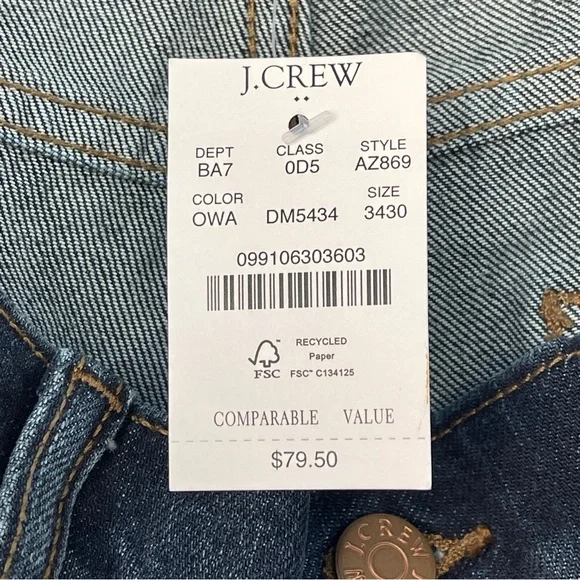 J.CREW
DEPT CLASS STYLE
BA7 0D5 AZ869
COLOR SIZE
OWA DM5434 3430
099106303603
RECYCLED
Paper
FSC FSC™ C134125
COMPARABLE VALUE
$79.50
J.CREW